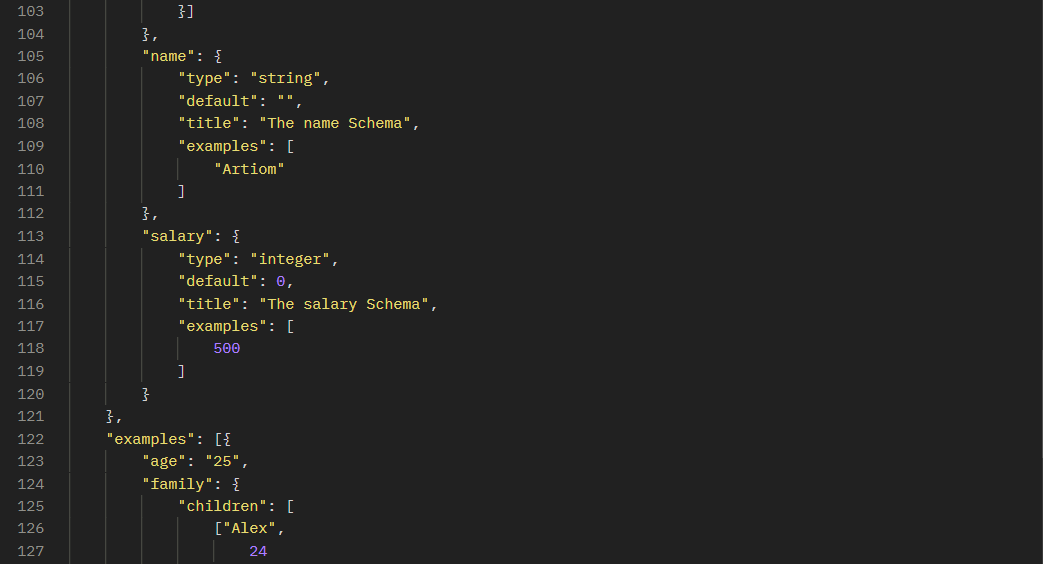 103 }]
104 },
105 "name": {
106 "type": "string",
107 "default": "",
108 "title": "The name Schema",
109 "examples": [
110 "Artiom"
111 ]
112 },
113 "salary": {
114 "type": "integer",
115 "default": 0,
116 "title": "The salary Schema",
117 "examples": [
118 500
119 ]
120 }
121 },
122 "examples": [{
123 "age": "25",
124 "family": {
125 "children": [
126 ["Alex",
127 24